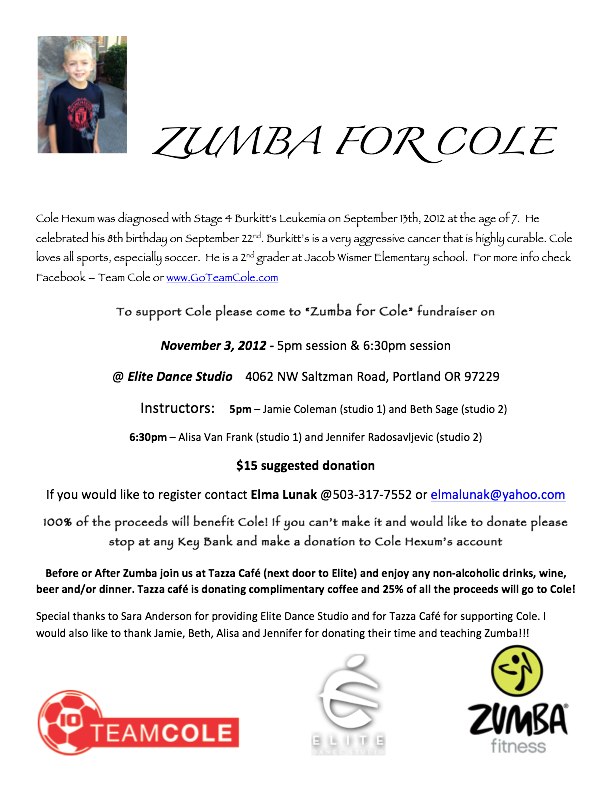 ZUMBA FOR COLE
Cole Hexum was diagnosed with Stage 4 Burkitt's Leukemia on September 13th, 2012 at the age of 7. He
celebrated his 8th birthday on September 22nd. Burkitt's is a very aggressive cancer that is highly curable. Cole
loves all sports, especially soccer. He is a 2nd grader at Jacob Wismer Elementary school. For more info check
Facebook – Team Cole or www.GoTeamCole.com
To support Cole please come to "Zumba for Cole" fundraiser on
November 3, 2012 - 5pm session & 6:30pm session
@ Elite Dance Studio 4062 NW Saltzman Road, Portland OR 97229
Instructors: 5pm – Jamie Coleman (studio 1) and Beth Sage (studio 2)
6:30pm – Alisa Van Frank (studio 1) and Jennifer Radosavljevic (studio 2)
$15 suggested donation
If you would like to register contact Elma Lunak @503-317-7552 or elmalunak@yahoo.com
100% of the proceeds will benefit Cole! If you can't make it and would like to donate please
stop at any Key Bank and make a donation to Cole Hexum's account
Before or After Zumba join us at Tazza Café (next door to Elite) and enjoy any non-alcoholic drinks, wine,
beer and/or dinner. Tazza café is donating complimentary coffee and 25% of all the proceeds will go to Cole!
Special thanks to Sara Anderson for providing Elite Dance Studio and for Tazza Café for supporting Cole. I
would also like to thank Jamie, Beth, Alisa and Jennifer for donating their time and teaching Zumba!!!
10 TEAMCOLE
ELITE
ZUMBA®
fitness